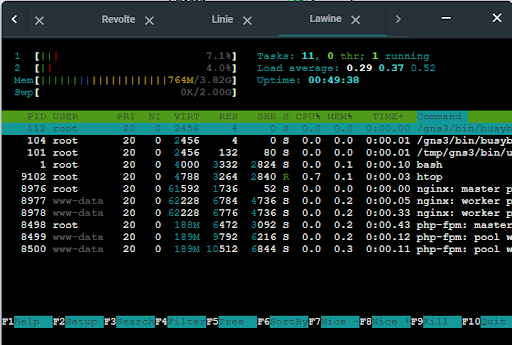 Revolte Linie Lawine
1 [||| 7.1%] Tasks: 11, 0 thr; 1 running
2 [|| 4.0%] Load average: 0.29 0.37 0.52
Mem[|||||||||||||||||||||||||764M/3.82G] Uptime: 00:49:38
Swp[ 0K/2.00G]
PID USER PRI NI VIRT RES SHR S CPU% MEM% TIME+ Command
112 root 20 0 2456 4 0 S 0.0 0.0 0:00.00 /gns3/bin/busyb
104 root 20 0 2456 4 0 S 0.0 0.0 0:00.01 /gns3/bin/busyb
101 root 20 0 2456 132 80 S 0.0 0.0 0:00.01 /tmp/gns3/bin/u
1 root 20 0 4000 3332 2824 S 0.0 0.1 0:00.10 bash
9102 root 20 0 4788 3264 2840 R 0.7 0.1 0:00.03 htop
8976 root 20 0 61592 1736 52 S 0.0 0.0 0:00.00 nginx: master p
8977 www-data 20 0 62228 6784 4736 S 0.0 0.2 0:00.05 nginx: worker p
8978 www-data 20 0 62228 6776 4736 S 0.0 0.2 0:00.33 nginx: worker p
8498 root 20 0 188M 6472 3092 S 0.0 0.2 0:00.43 php-fpm: master
8499 www-data 20 0 189M 9792 6216 S 0.0 0.2 0:00.12 php-fpm: pool w
8500 www-data 20 0 189M 10512 6844 S 0.0 0.3 0:00.11 php-fpm: pool w
F1Help F2Setup F3Search F4Filter F5Tree F6SortBy F7Nice - F8Nice + F9Kill F10Quit